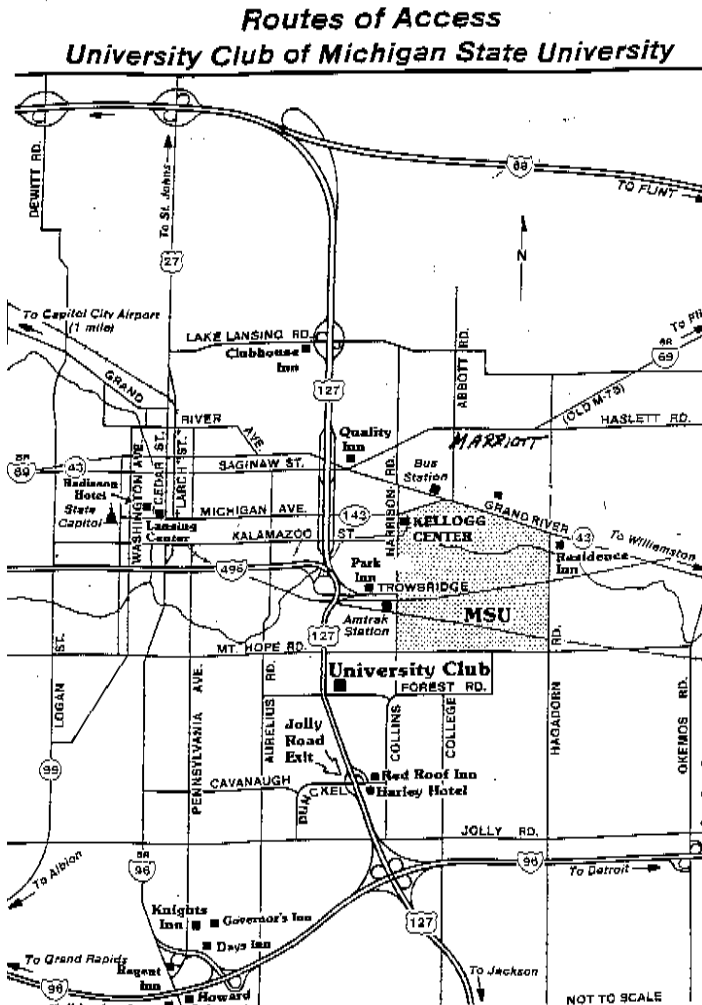 Routes of Access
University Club of Michigan State University
DEWITT RD.
To St. Johns
27
69
TO FLINT
N
To Capitol City Airport
(1 mile)
GRAND
LAKE LANSING RD.
Clubhouse
Inn
127
ABBOTT RD.
BR
69
(OLD M-78)
HASLETT RD.
RIVER
AVE.
Quality
Inn
MARRIOTT
Bus
Station
BR
69
43
SAGINAW ST.
Radisson
Hotel
State
Capitol
WASHINGTON AVE.
CEDAR ST.
LARCH ST.
Lansing
Center
MICHIGAN AVE.
143
KALAMAZOO ST.
HARRISON RD.
KELLOGG
CENTER
GRAND RIVER
43
To Williamston
Residence
Inn
496
Park
Inn
TROWBRIDGE
Amtrak
Station
MSU
127
MT. HOPE RD.
University Club
FOREST RD.
LOGAN ST.
PENNSYLVANIA AVE.
AURELIUS RD.
COLLINS
COLLEGE
HAGADORN RD.
OKEMOS RD.
Jolly
Road
Exit
99
CAVANAUGH
DUNCKEL
Red Roof Inn
Harley Hotel
JOLLY RD.
To Albion
BR
96
96
To Detroit
Knights
Inn
Governor's Inn
Days Inn
127
To Grand Rapids
Regent
Inn
96
Howard
To Jackson
NOT TO SCALE